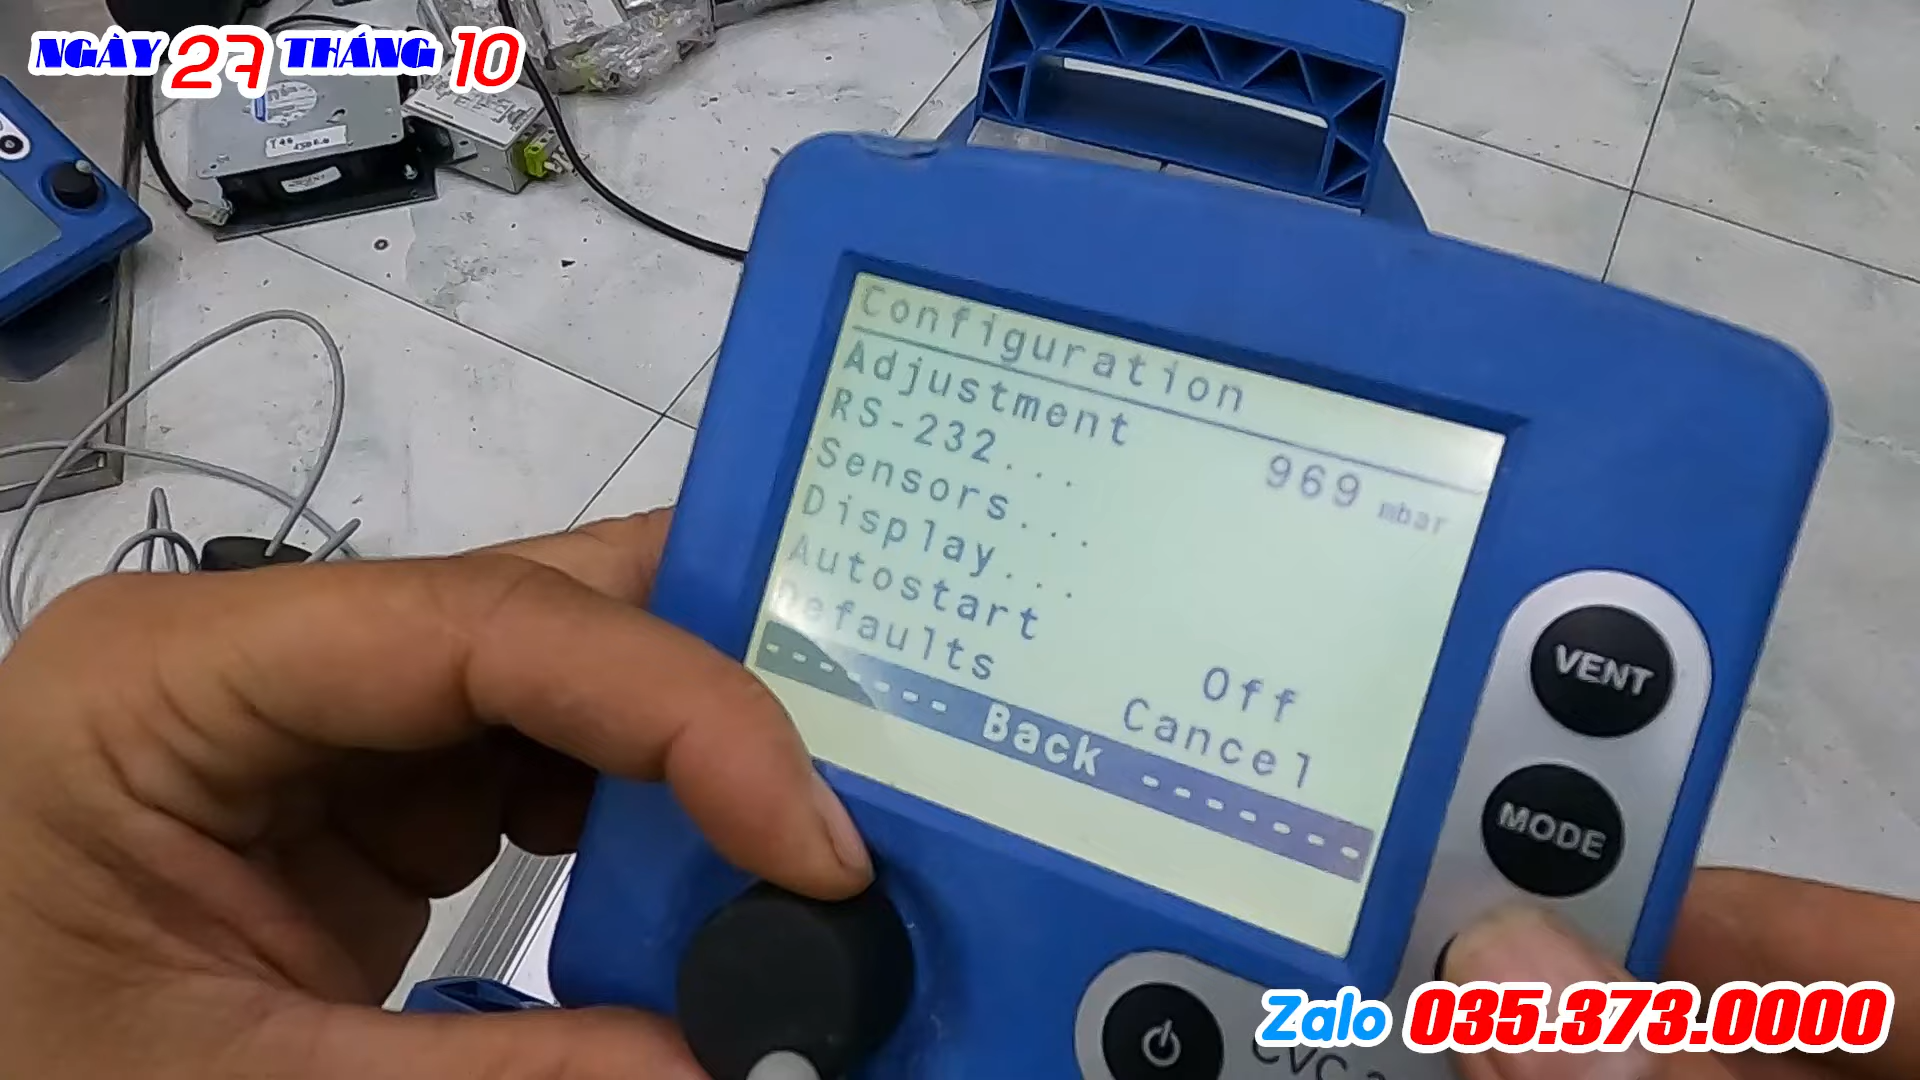 NGÀY 27 THÁNG 10
Configuration
Adjustment 969 mbar
RS-232...
Sensors...
Display...
Autostart Off
Defaults Cancel
------ Back -------
VENT
MODE
CVC
Zalo 035.373.0000